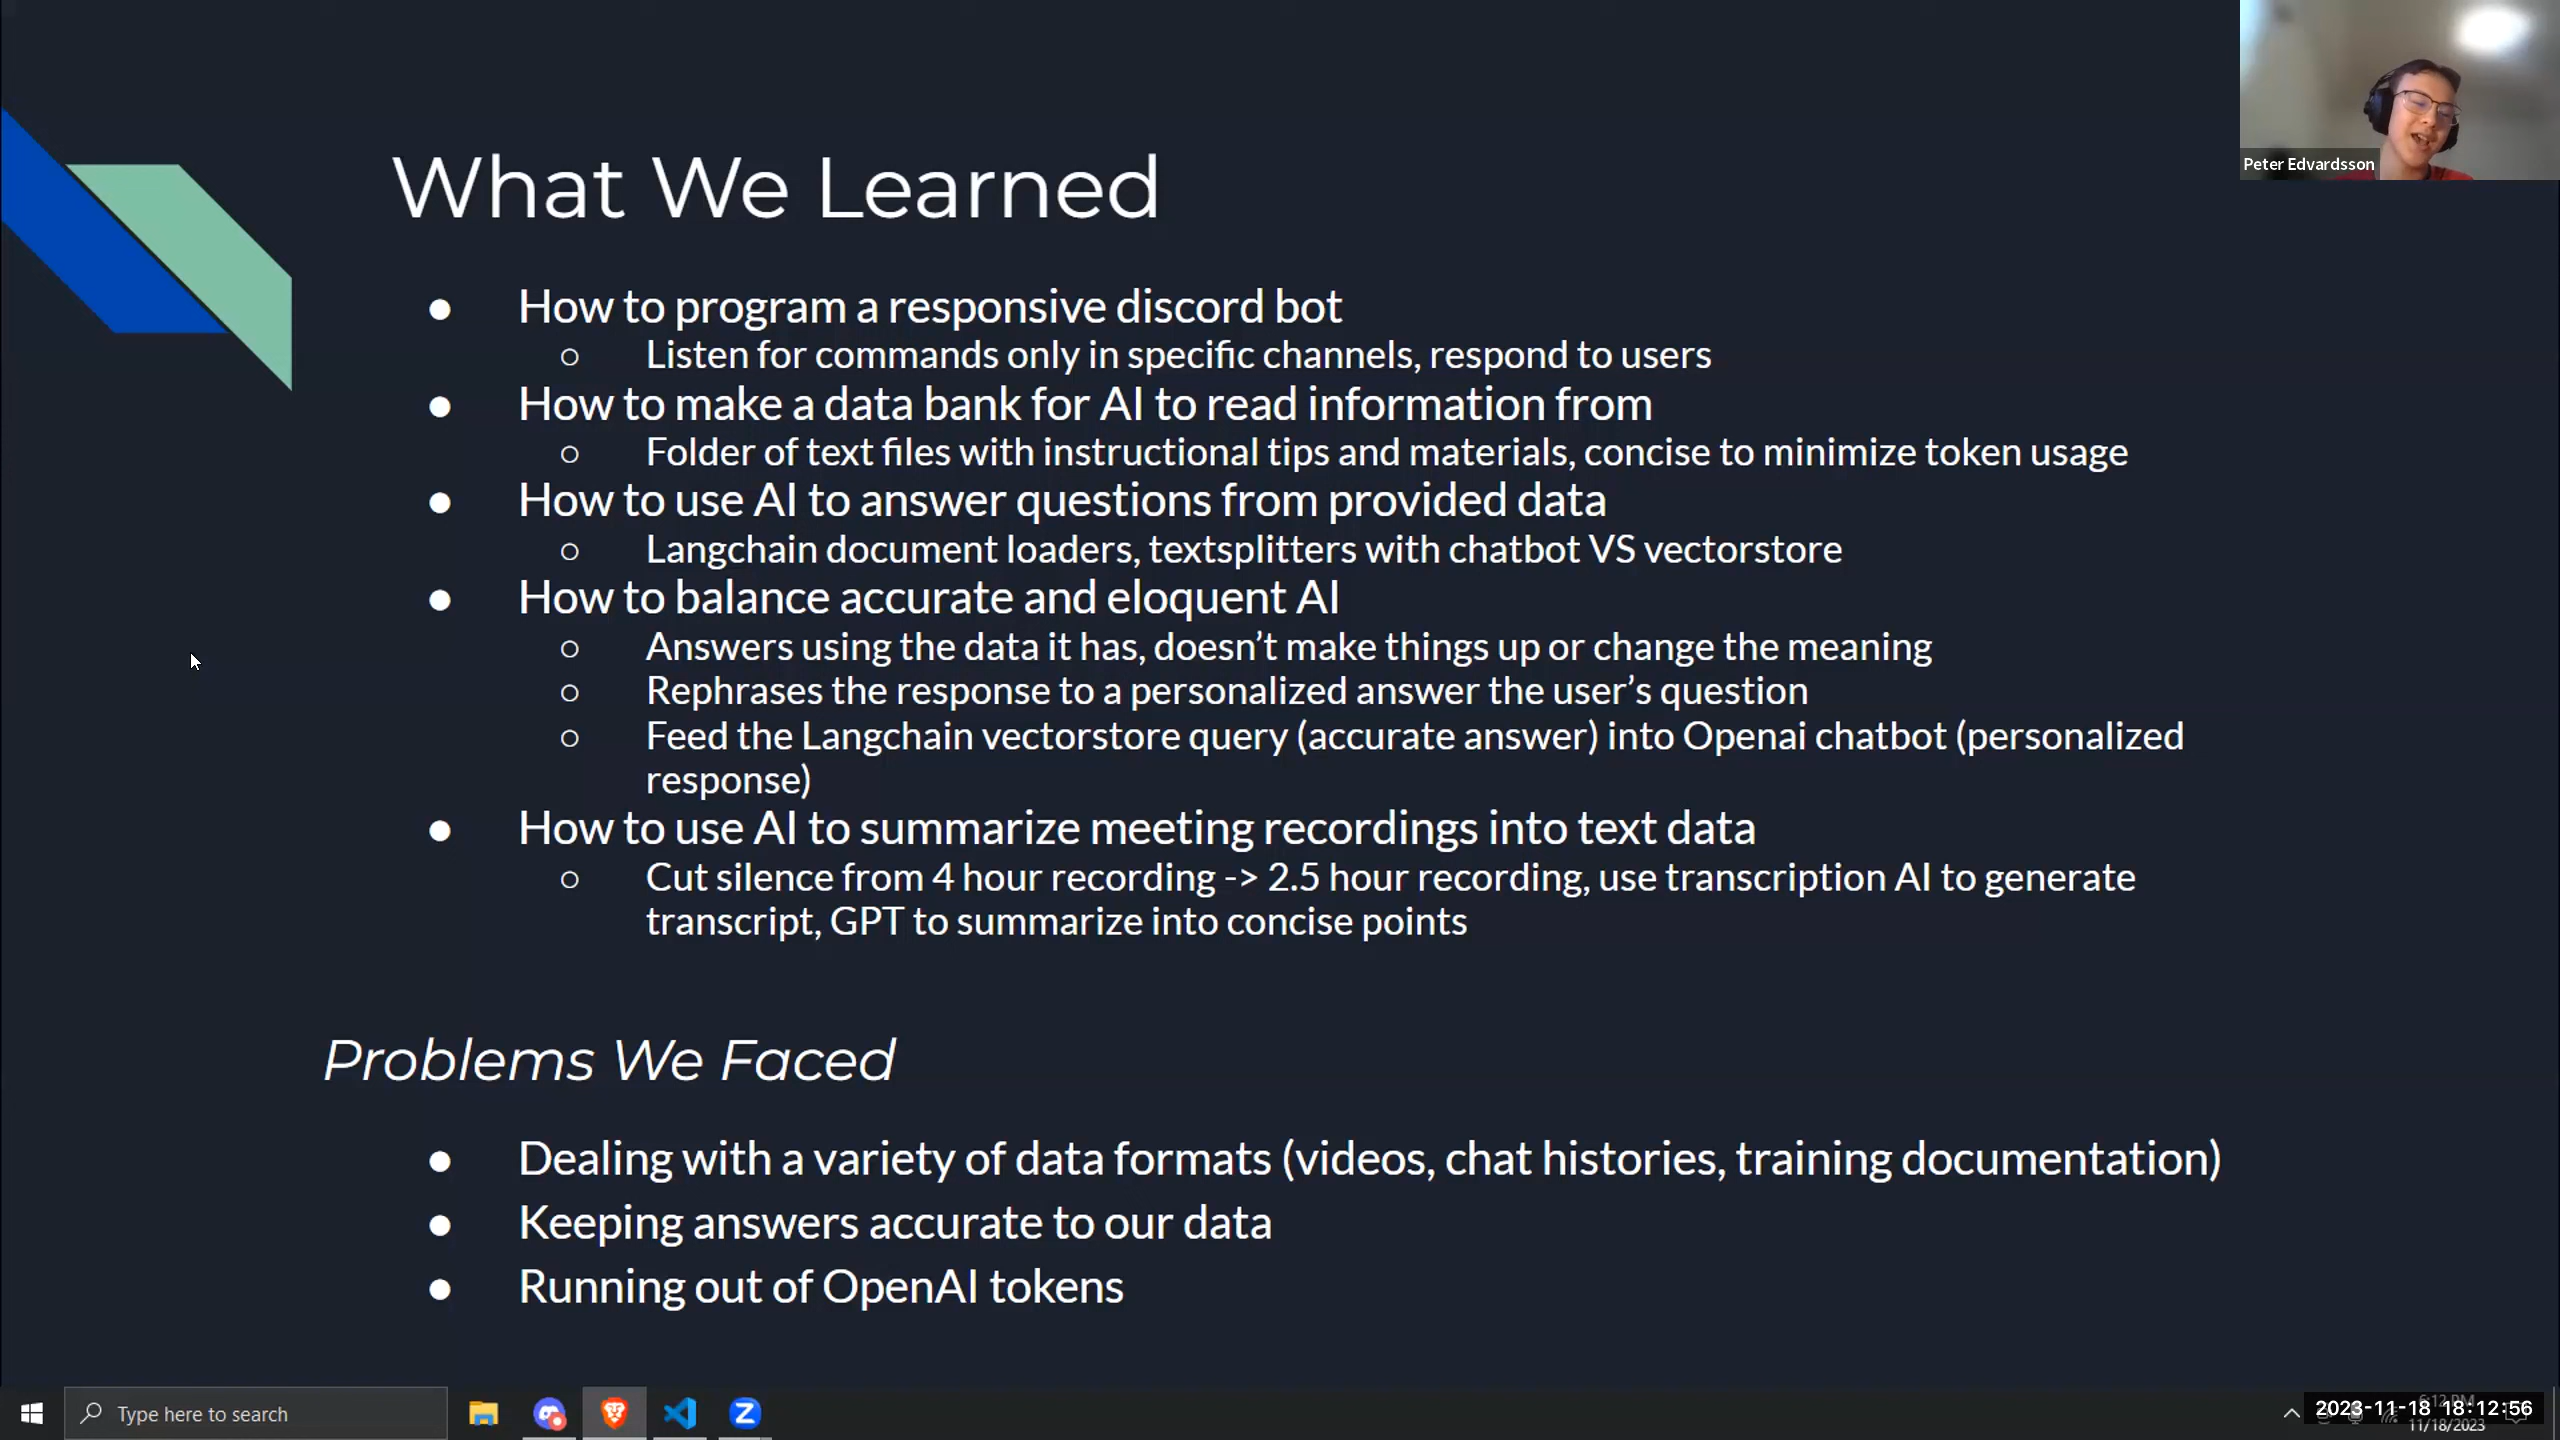 Peter Edvardsson
What We Learned
● How to program a responsive discord bot
○ Listen for commands only in specific channels, respond to users
● How to make a data bank for AI to read information from
○ Folder of text files with instructional tips and materials, concise to minimize token usage
● How to use AI to answer questions from provided data
○ Langchain document loaders, textsplitters with chatbot VS vectorstore
● How to balance accurate and eloquent AI
○ Answers using the data it has, doesn’t make things up or change the meaning
○ Rephrases the response to a personalized answer the user’s question
○ Feed the Langchain vectorstore query (accurate answer) into Openai chatbot (personalized
response)
● How to use AI to summarize meeting recordings into text data
○ Cut silence from 4 hour recording -> 2.5 hour recording, use transcription AI to generate
transcript, GPT to summarize into concise points
Problems We Faced
● Dealing with a variety of data formats (videos, chat histories, training documentation)
● Keeping answers accurate to our data
● Running out of OpenAI tokens
Type here to search
6:12 PM
2023-11-18 18:12:56
11/18/2023